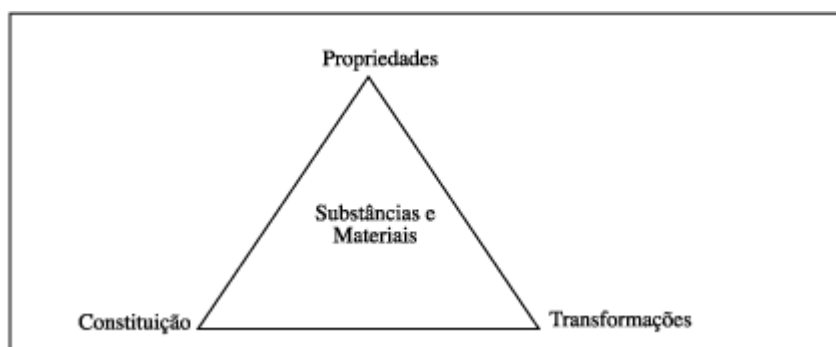 Propriedades
Substâncias e
Materiais
Constituição
Transformações